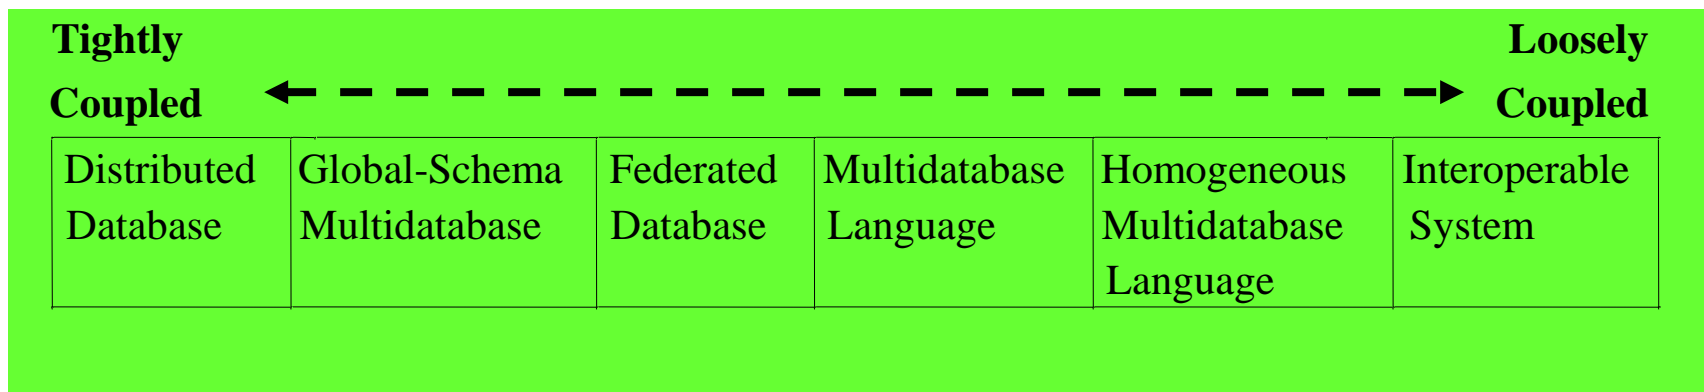 Tightly Loosely
Coupled Coupled
Distributed Global-Schema Federated Multidatabase Homogeneous Interoperable
Database Multidatabase Database Language Multidatabase System
Language